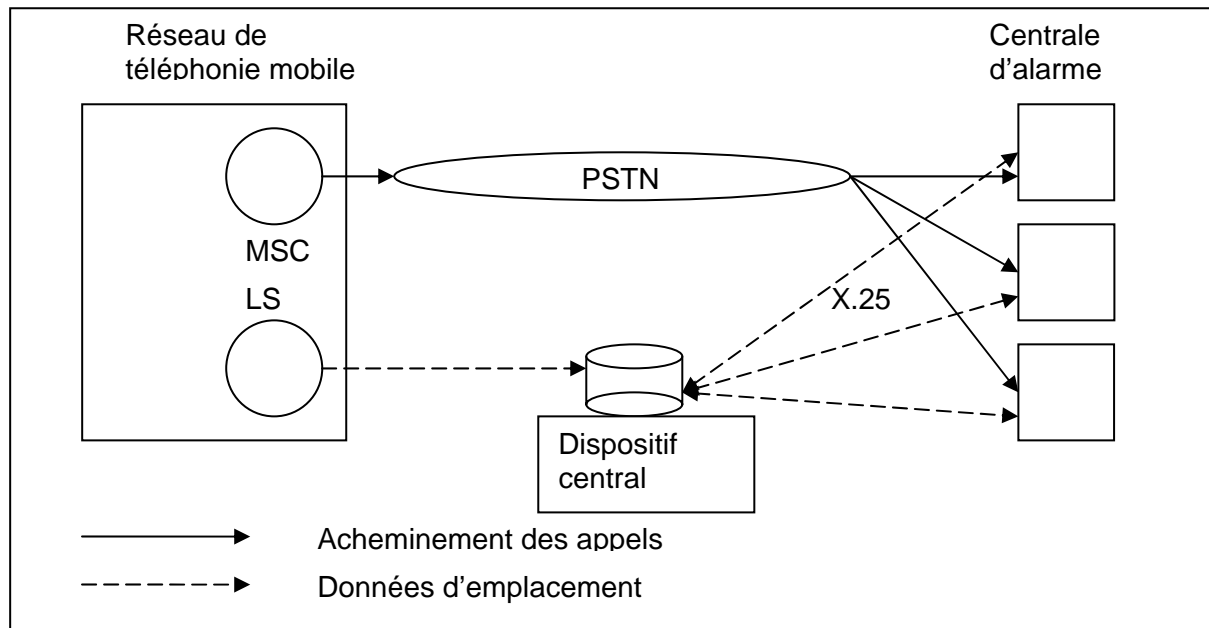 Réseau de
téléphonie mobile
Centrale
d'alarme
PSTN
MSC
LS
X.25
Dispositif
central
Acheminement des appels
Données d'emplacement